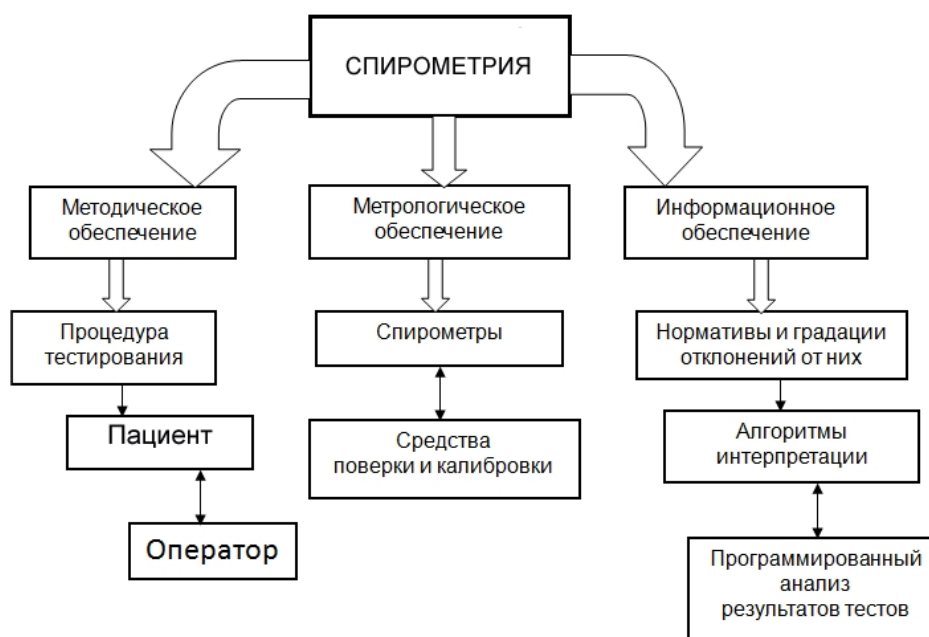 СПИРОМЕТРИЯ
Методическое
обеспечение
Метрологическое
обеспечение
Информационное
обеспечение
Процедура
тестирования
Спирометры
Нормативы и градации
отклонений от них
Пациент
Средства
поверки и калибровки
Алгоритмы
интерпретации
Оператор
Программированный
анализ
результатов тестов